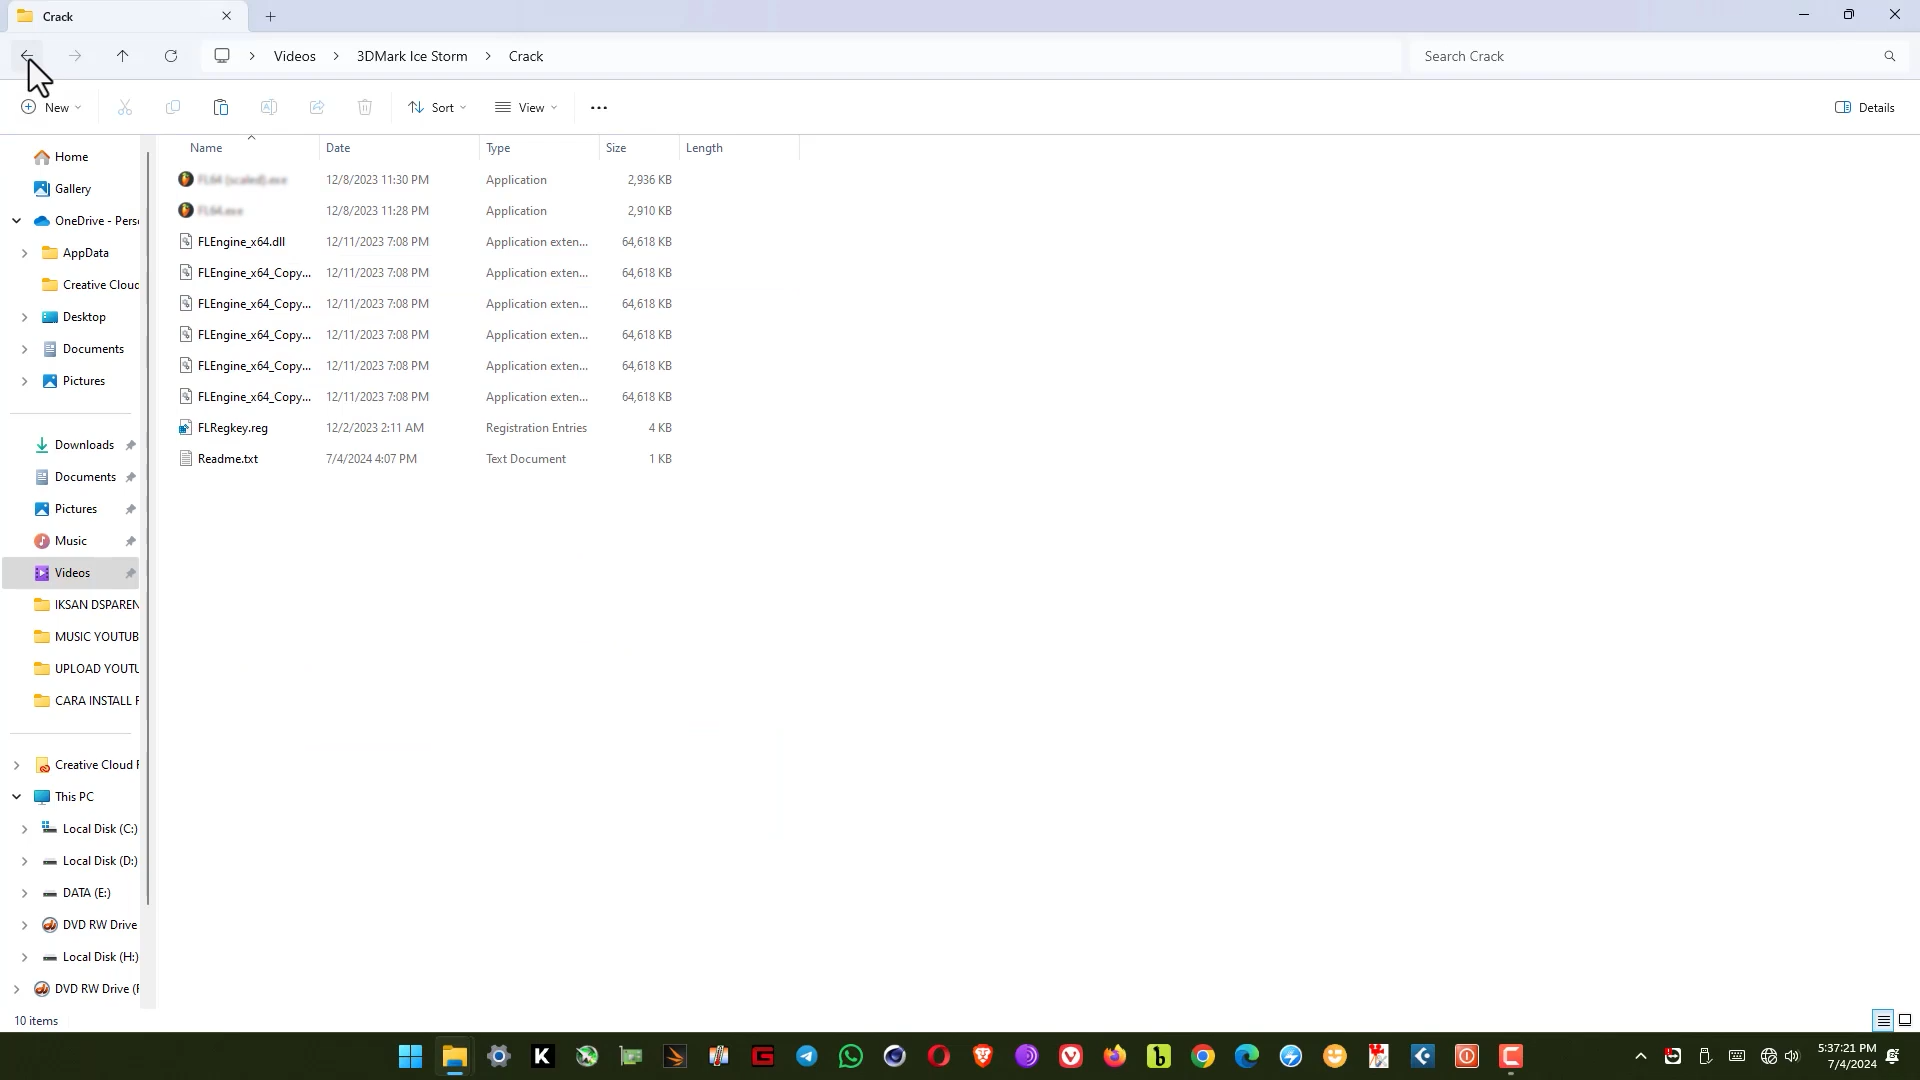 Crack
Videos
3DMark Ice Storm
Crack
Search Crack
New
Sort
View
Details
Name
Date
Type
Size
Length
FL64 (scaled).exe 12/8/2023 11:30 PM Application 2,936 KB
FL64.exe 12/8/2023 11:28 PM Application 2,910 KB
FLEngine_x64.dll 12/11/2023 7:08 PM Application exten... 64,618 KB
FLEngine_x64_Copy... 12/11/2023 7:08 PM Application exten... 64,618 KB
FLEngine_x64_Copy... 12/11/2023 7:08 PM Application exten... 64,618 KB
FLEngine_x64_Copy... 12/11/2023 7:08 PM Application exten... 64,618 KB
FLEngine_x64_Copy... 12/11/2023 7:08 PM Application exten... 64,618 KB
FLEngine_x64_Copy... 12/11/2023 7:08 PM Application exten... 64,618 KB
FLRegkey.reg 12/2/2023 2:11 AM Registration Entries 4 KB
Readme.txt 7/4/2024 4:07 PM Text Document 1 KB
Home
Gallery
OneDrive - Pers
AppData
Creative Cloud
Desktop
Documents
Pictures
Downloads
Documents
Pictures
Music
Videos
IKSAN DSPAREN
MUSIC YOUTUB
UPLOAD YOUTU
CARA INSTALL F
Creative Cloud F
This PC
Local Disk (C:)
Local Disk (D:)
DATA (E:)
DVD RW Drive
Local Disk (H:)
DVD RW Drive (F
10 items
5:37:21 PM
7/4/2024